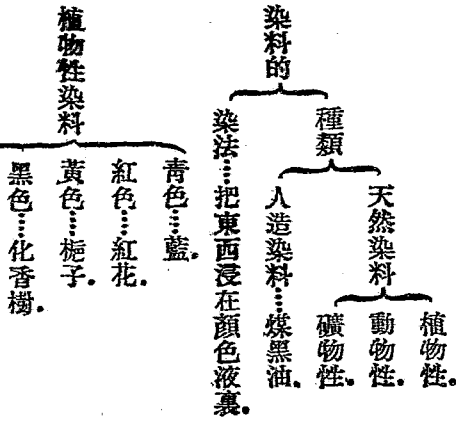 染料的
種類
天然染料
植物性.
動物性.
礦物性.
人造染料……煤黑油.
染法……把東西浸在顏色液裏.
植物性染料
青色……藍.
紅色……紅花.
黃色……梔子.
黑色……化香樹.